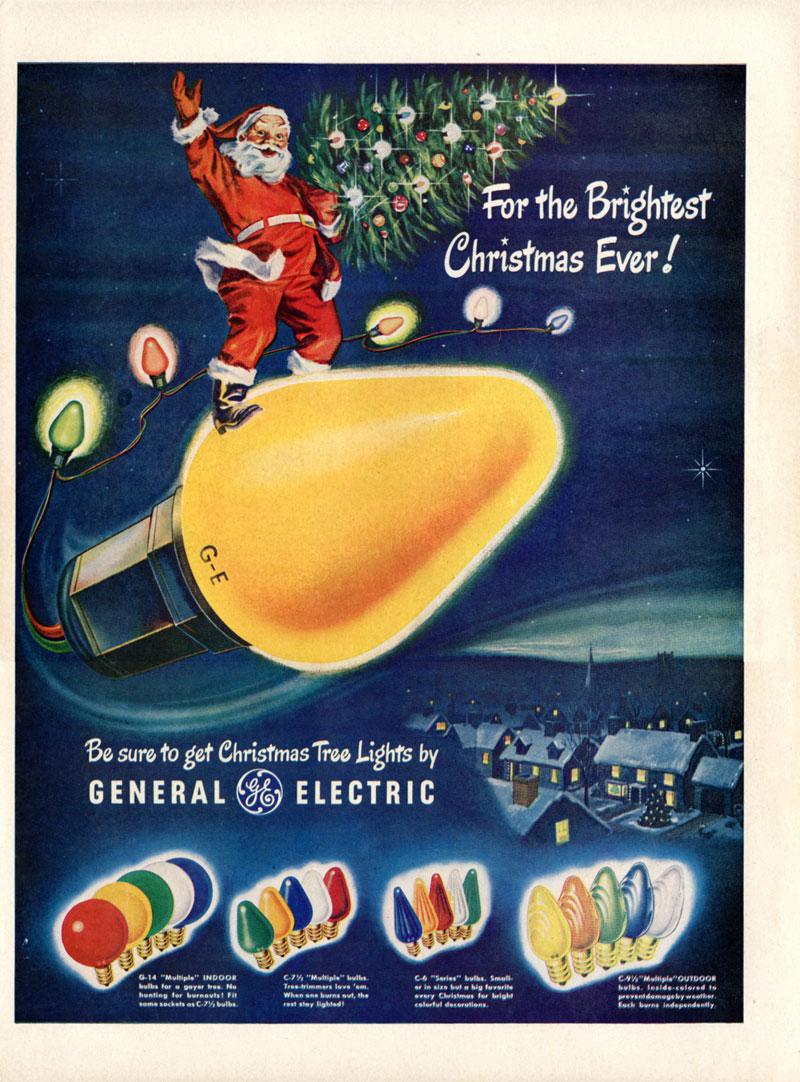 For the Brightest
Christmas Ever!
G-E
Be sure to get Christmas Tree Lights by
GENERAL GE ELECTRIC
G-14 "Multiple" INDOOR
bulbs for a gayer tree. No
hunting for burnouts! Fit
same sockets as C-7½ bulbs.
C-7½ "Multiple" bulbs.
Tree-trimmers love 'em.
When one burns out, the
rest stay lighted!
C-6 "Series" bulbs. Small-
er in size but a big favorite
every Christmas for bright
colorful decorations.
C-9½ "Multiple" OUTDOOR
bulbs. Inside-colored to
prevent damage by weather.
Each burns independently.